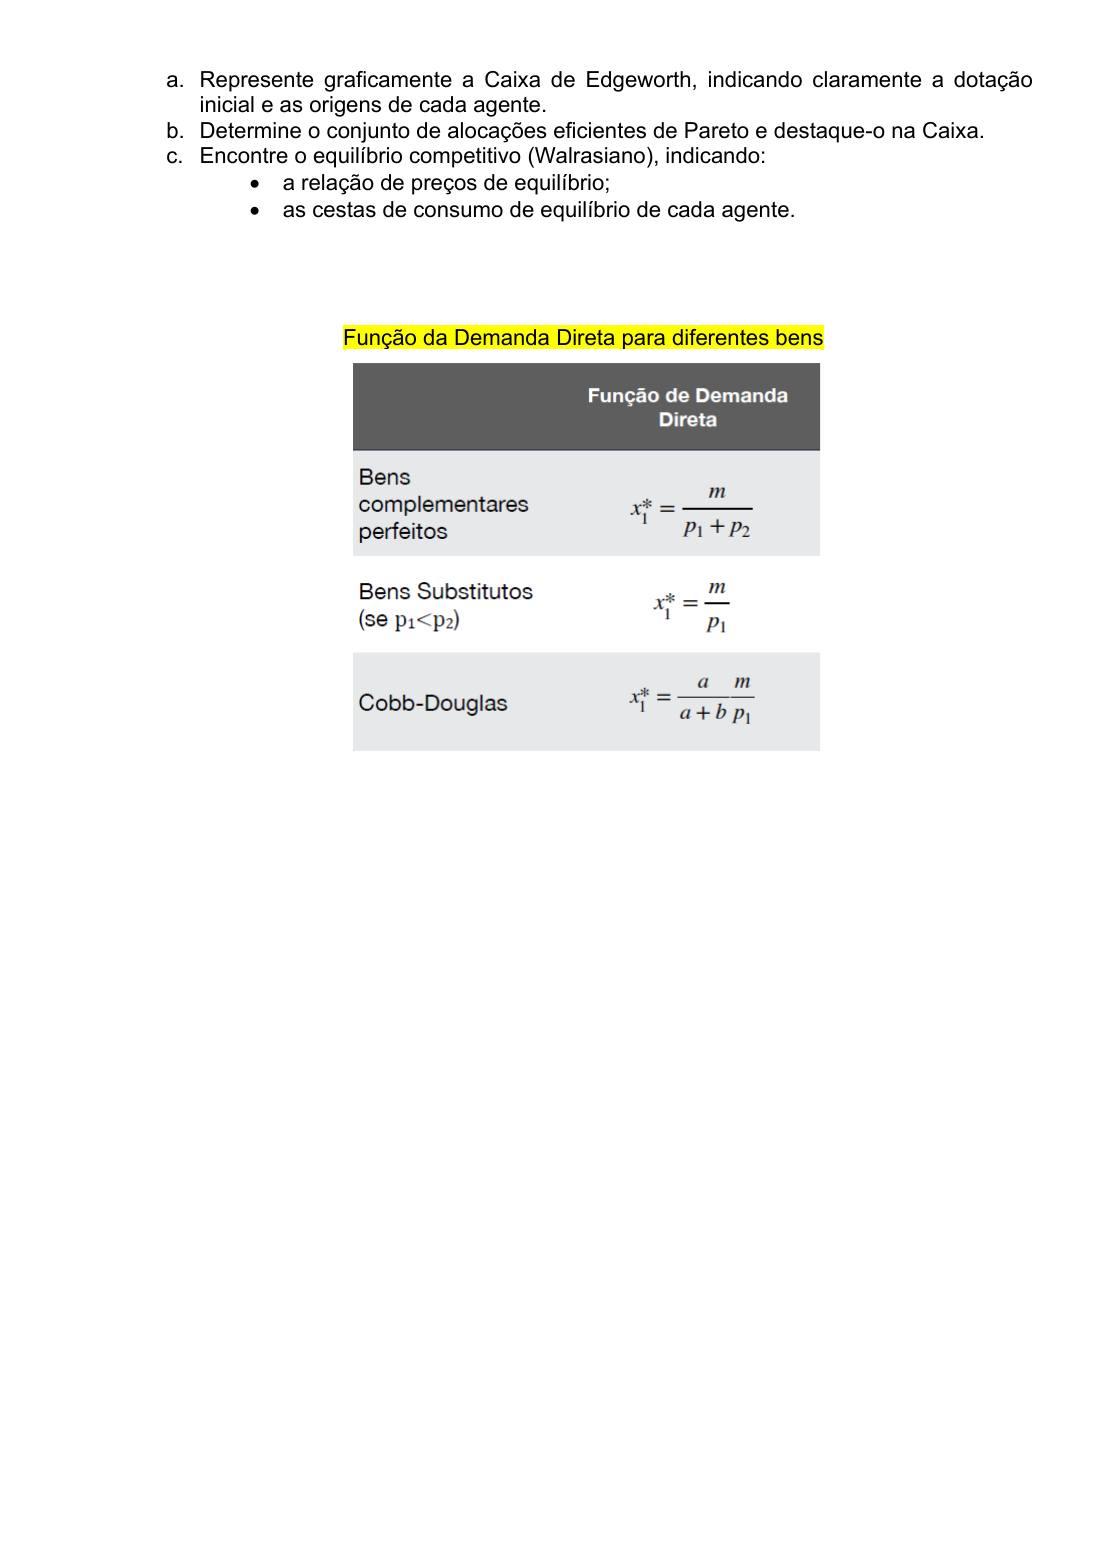 a. Represente graficamente a Caixa de Edgeworth, indicando claramente a dotação
inicial e as origens de cada agente.
b. Determine o conjunto de alocações eficientes de Pareto e destaque-o na Caixa.
c. Encontre o equilíbrio competitivo (Walrasiano), indicando:
• a relação de preços de equilíbrio;
• as cestas de consumo de equilíbrio de cada agente.
Função da Demanda Direta para diferentes bens
Função de Demanda
Direta
Bens
complementares
perfeitos
x₁* = m / (p₁ + p₂)
Bens Substitutos
(se p₁<p₂)
x₁* = m / p₁
Cobb-Douglas
x₁* = a / (a + b) m / p₁